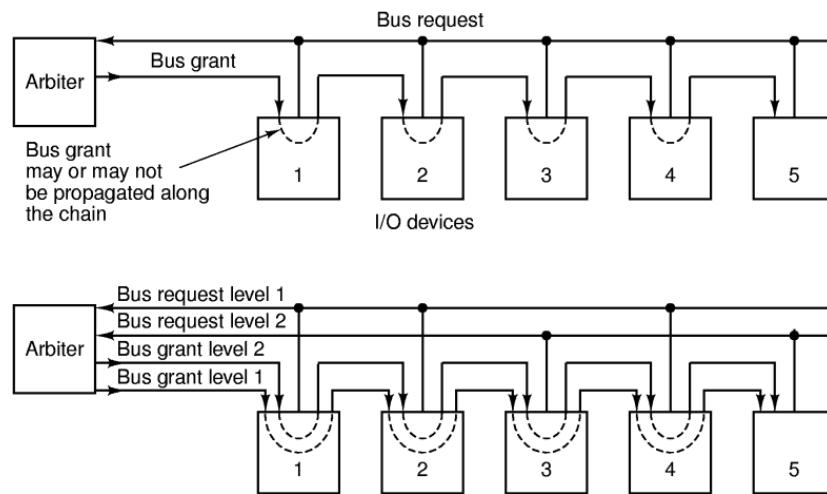 Bus request
Arbiter
Bus grant
Bus grant
may or may not
be propagated along
the chain
1
2
3
4
5
I/O devices
Bus request level 1
Bus request level 2
Arbiter
Bus grant level 2
Bus grant level 1
1
2
3
4
5